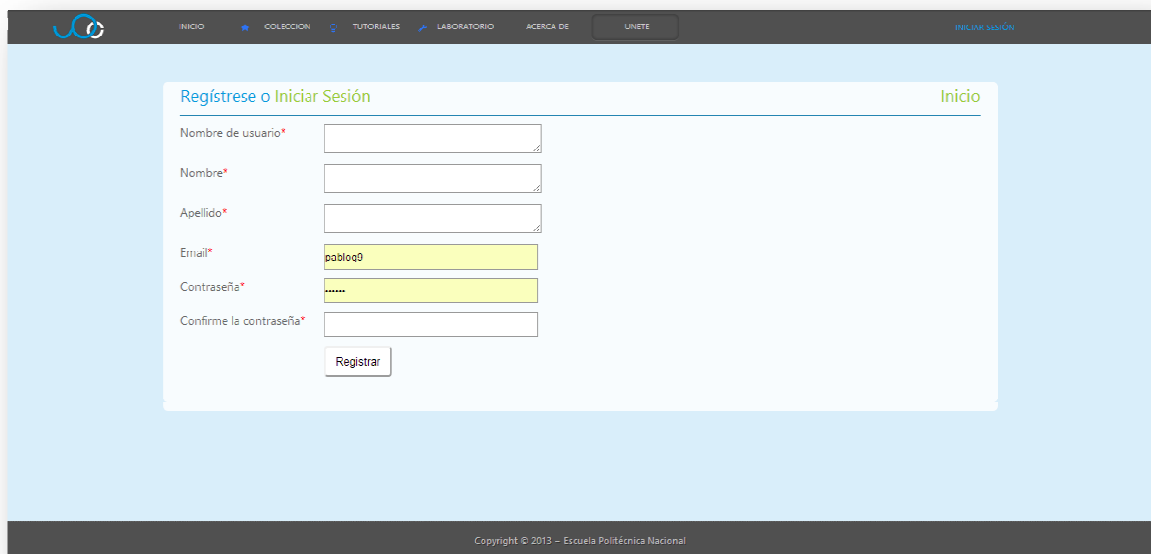 INICIO COLECCION TUTORIALES LABORATORIO ACERCA DE UNETE INICIAR SESIÓN
Regístrese o Iniciar Sesión Inicio
Nombre de usuario*
Nombre*
Apellido*
Email* pabloq9
Contraseña* ••••••
Confirme la contraseña*
Registrar
Copyright © 2013 – Escuela Politécnica Nacional